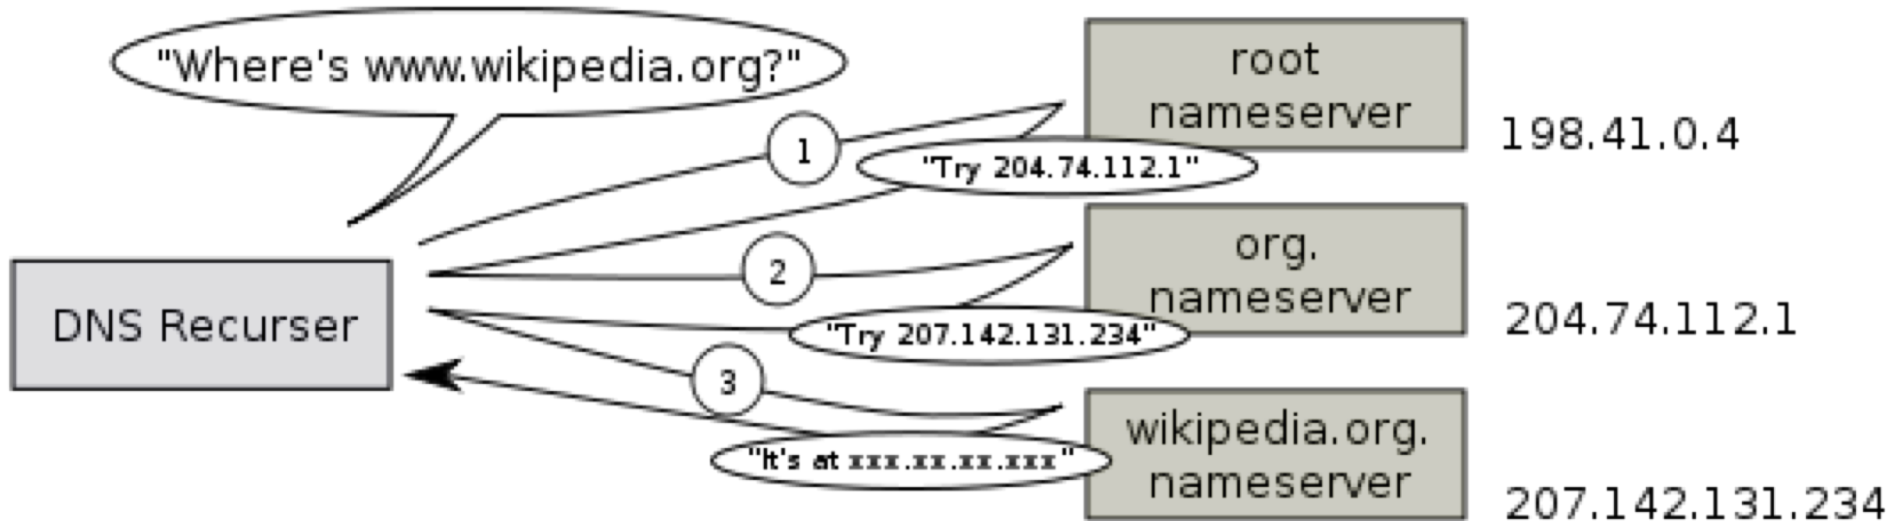 "Where's www.wikipedia.org?"
root
nameserver
198.41.0.4
1
"Try 204.74.112.1"
org.
nameserver
204.74.112.1
2
DNS Recurser
"Try 207.142.131.234"
3
wikipedia.org.
nameserver
"It's at xxx.xx.xx.xxx"
207.142.131.234